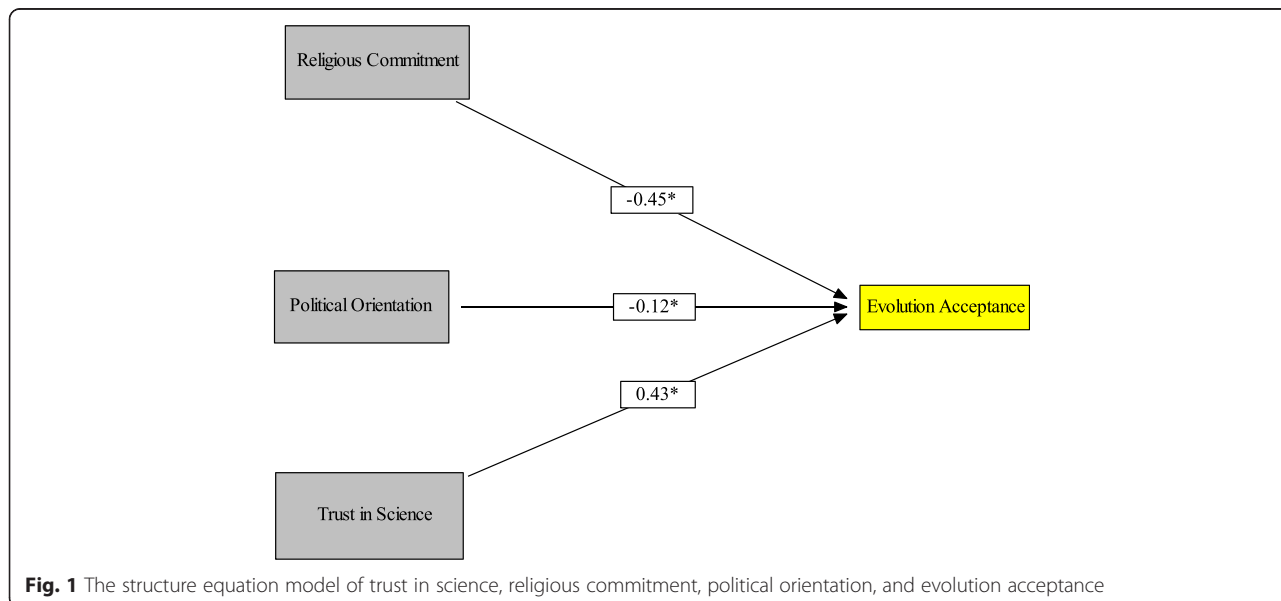 Religious Commitment
-0.45*
Political Orientation
-0.12*
Evolution Acceptance
0.43*
Trust in Science
Fig. 1 The structure equation model of trust in science, religious commitment, political orientation, and evolution acceptance